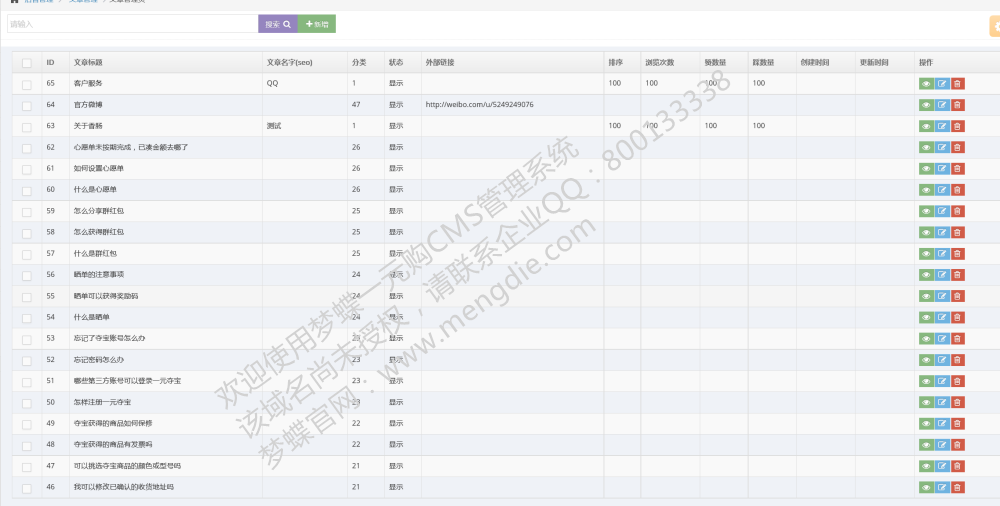 后台管理 文章管理 文章管理页
请输入 搜索 新增
ID 文章标题 文章名字(seo) 分类 状态 外部链接 排序 浏览次数 赞数量 踩数量 创建时间 更新时间 操作
65 客户服务 QQ 1 显示 100 100 100 100
64 官方微博 47 显示 http://weibo.com/u/5249249076
63 关于香肠 测试 1 显示 100 100 100 100
62 心愿单未按期完成，已凑金额去哪了 26 显示
61 如何设置心愿单 26 显示
60 什么是心愿单 26 显示
59 怎么分享群红包 25 显示
58 怎么获得群红包 25 显示
57 什么是群红包 25 显示
56 晒单的注意事项 24 显示
55 晒单可以获得奖励码 24 显示
54 什么是晒单 24 显示
53 忘记了夺宝账号怎么办 23 显示
52 忘记密码怎么办 23 显示
51 哪些第三方账号可以登录一元夺宝 23 显示
50 怎样注册一元夺宝 23 显示
49 夺宝获得的商品如何保修 22 显示
48 夺宝获得的商品有发票吗 22 显示
47 可以挑选夺宝商品的颜色或型号吗 21 显示
46 我可以修改已确认的收货地址吗 21 显示
欢迎使用梦蝶一元购CMS管理系统
该域名尚未授权，请联系企业QQ：800133338
梦蝶官网：www.mengdie.com